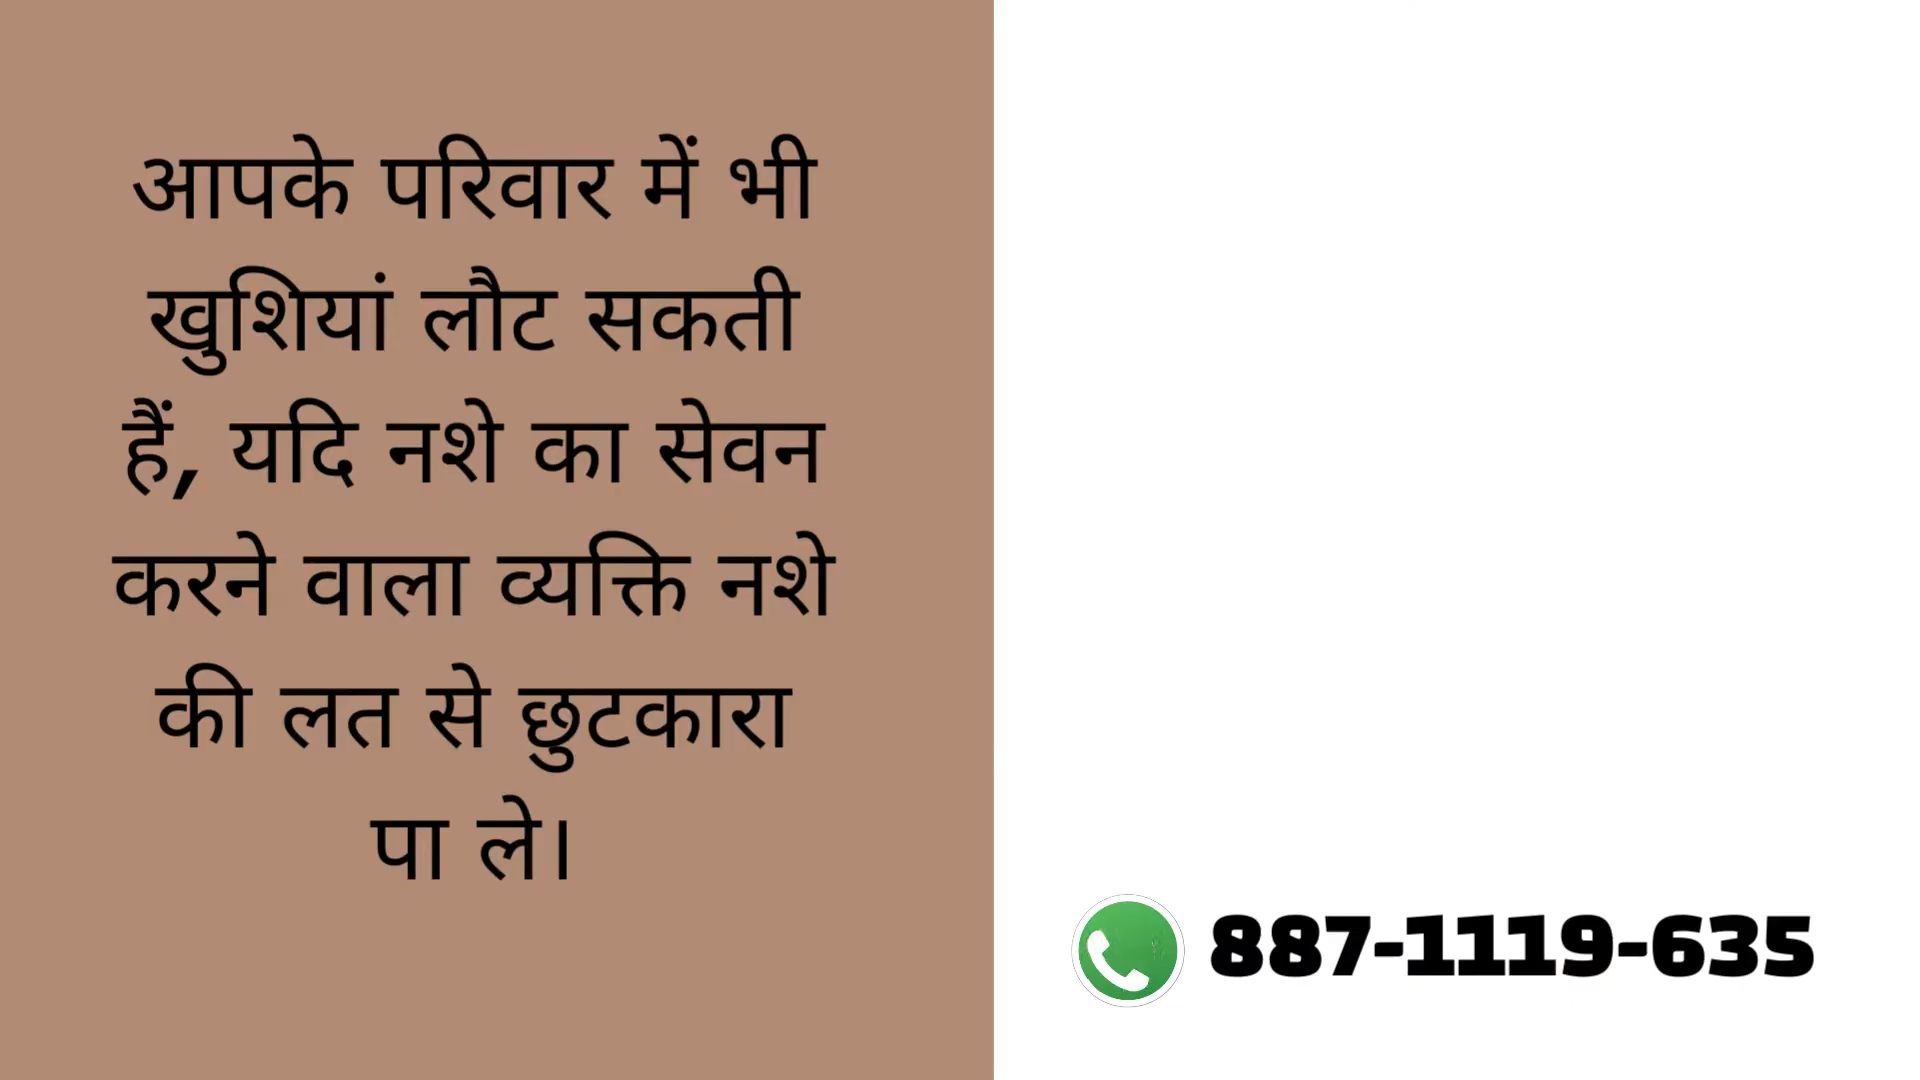 आपके परिवार में भी
खुशियां लौट सकती
हैं, यदि नशे का सेवन
करने वाला व्यक्ति नशे
की लत से छुटकारा
पा ले।
887-1119-635